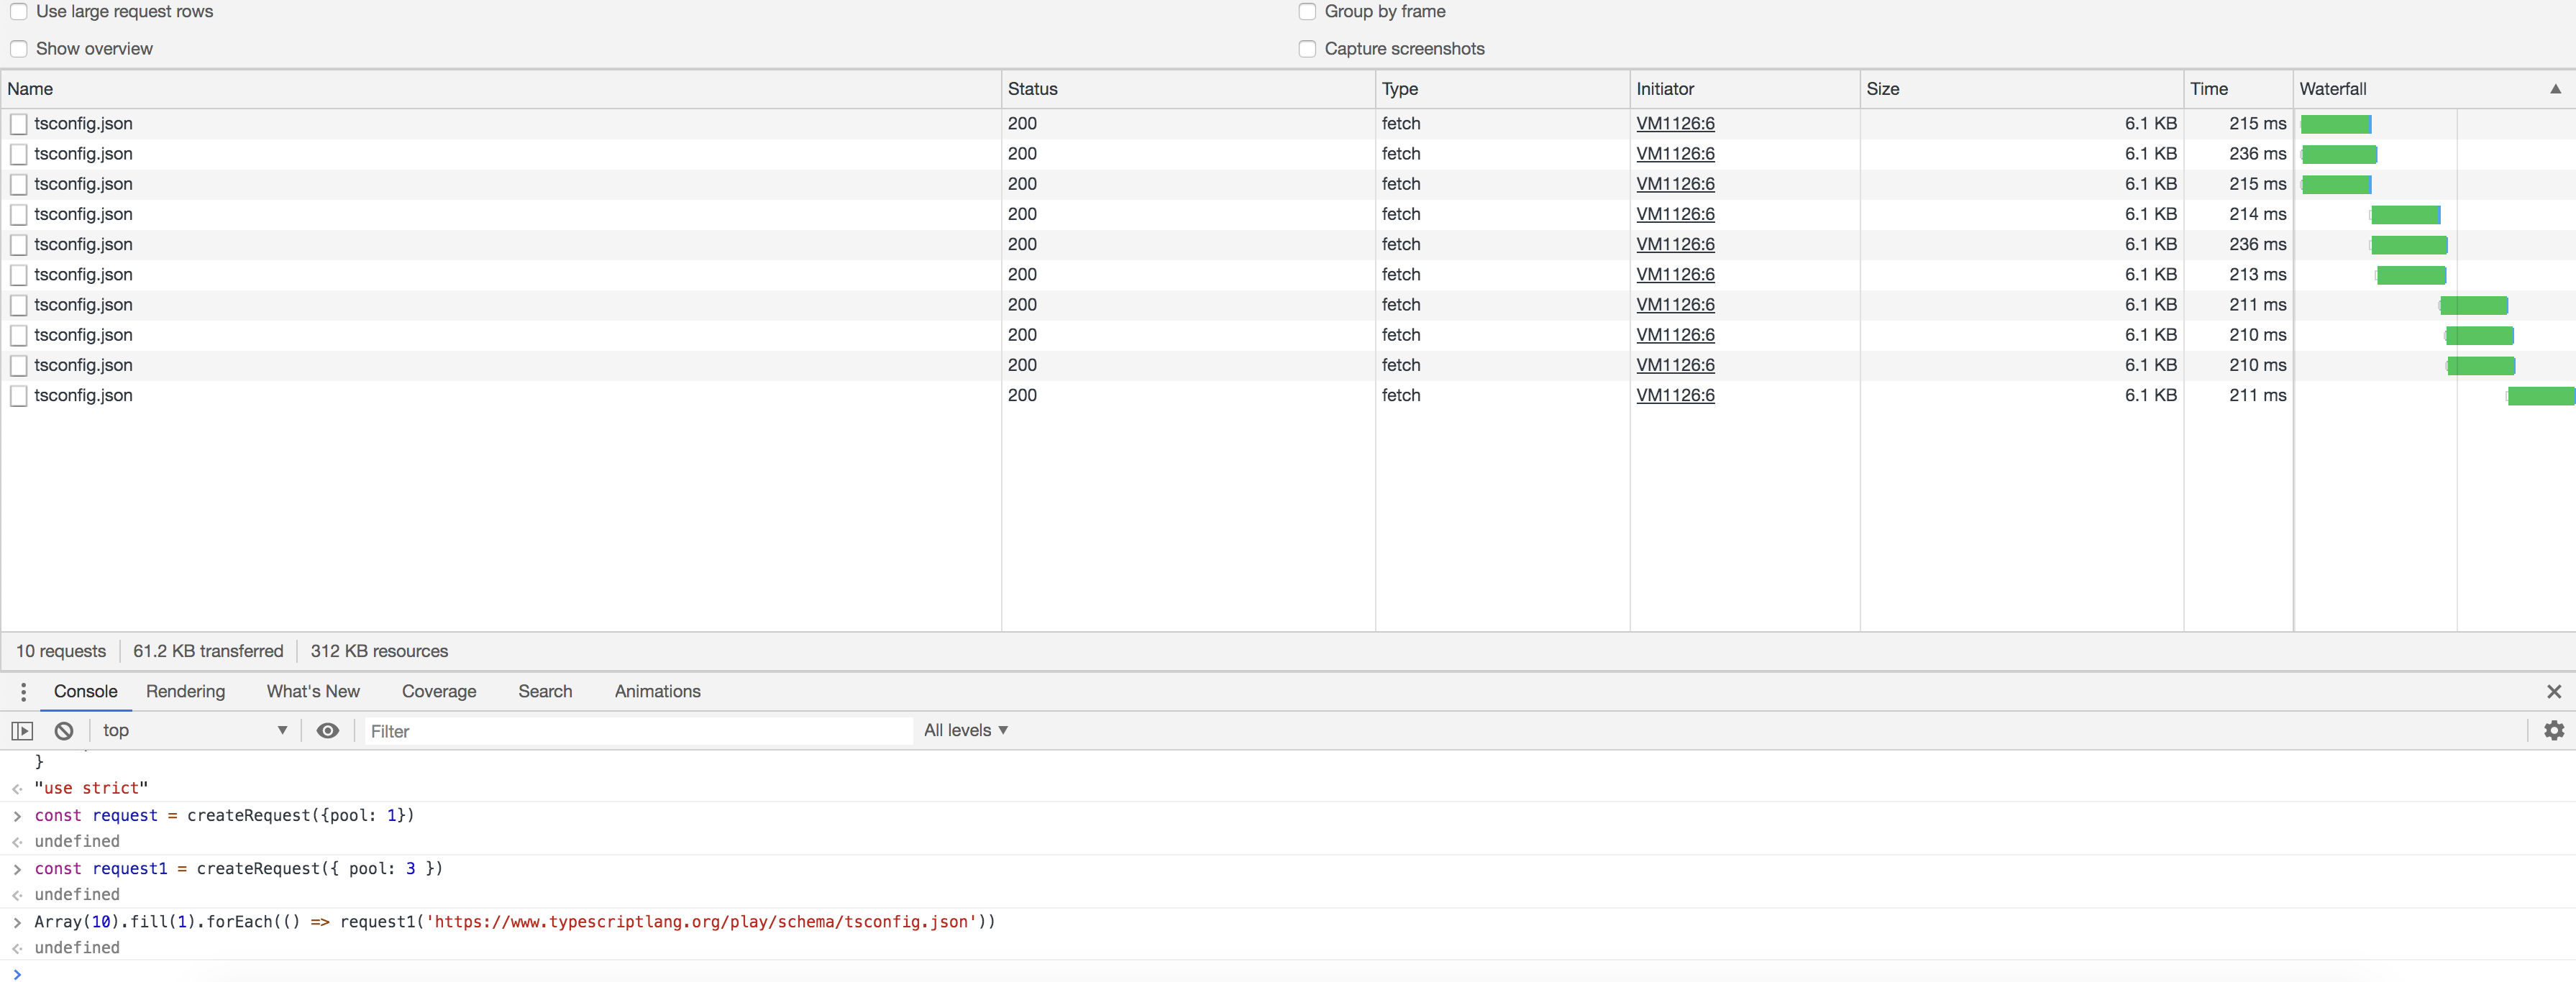 Use large request rows Group by frame
Show overview Capture screenshots
Name Status Type Initiator Size Time Waterfall
tsconfig.json 200 fetch VM1126:6 6.1 KB 215 ms
tsconfig.json 200 fetch VM1126:6 6.1 KB 236 ms
tsconfig.json 200 fetch VM1126:6 6.1 KB 215 ms
tsconfig.json 200 fetch VM1126:6 6.1 KB 214 ms
tsconfig.json 200 fetch VM1126:6 6.1 KB 236 ms
tsconfig.json 200 fetch VM1126:6 6.1 KB 213 ms
tsconfig.json 200 fetch VM1126:6 6.1 KB 211 ms
tsconfig.json 200 fetch VM1126:6 6.1 KB 210 ms
tsconfig.json 200 fetch VM1126:6 6.1 KB 210 ms
tsconfig.json 200 fetch VM1126:6 6.1 KB 211 ms
10 requests 61.2 KB transferred 312 KB resources
Console Rendering What's New Coverage Search Animations
top Filter All levels
}
"use strict"
const request = createRequest({pool: 1})
undefined
const request1 = createRequest({ pool: 3 })
undefined
Array(10).fill(1).forEach(() => request1('https://www.typescriptlang.org/play/schema/tsconfig.json'))
undefined